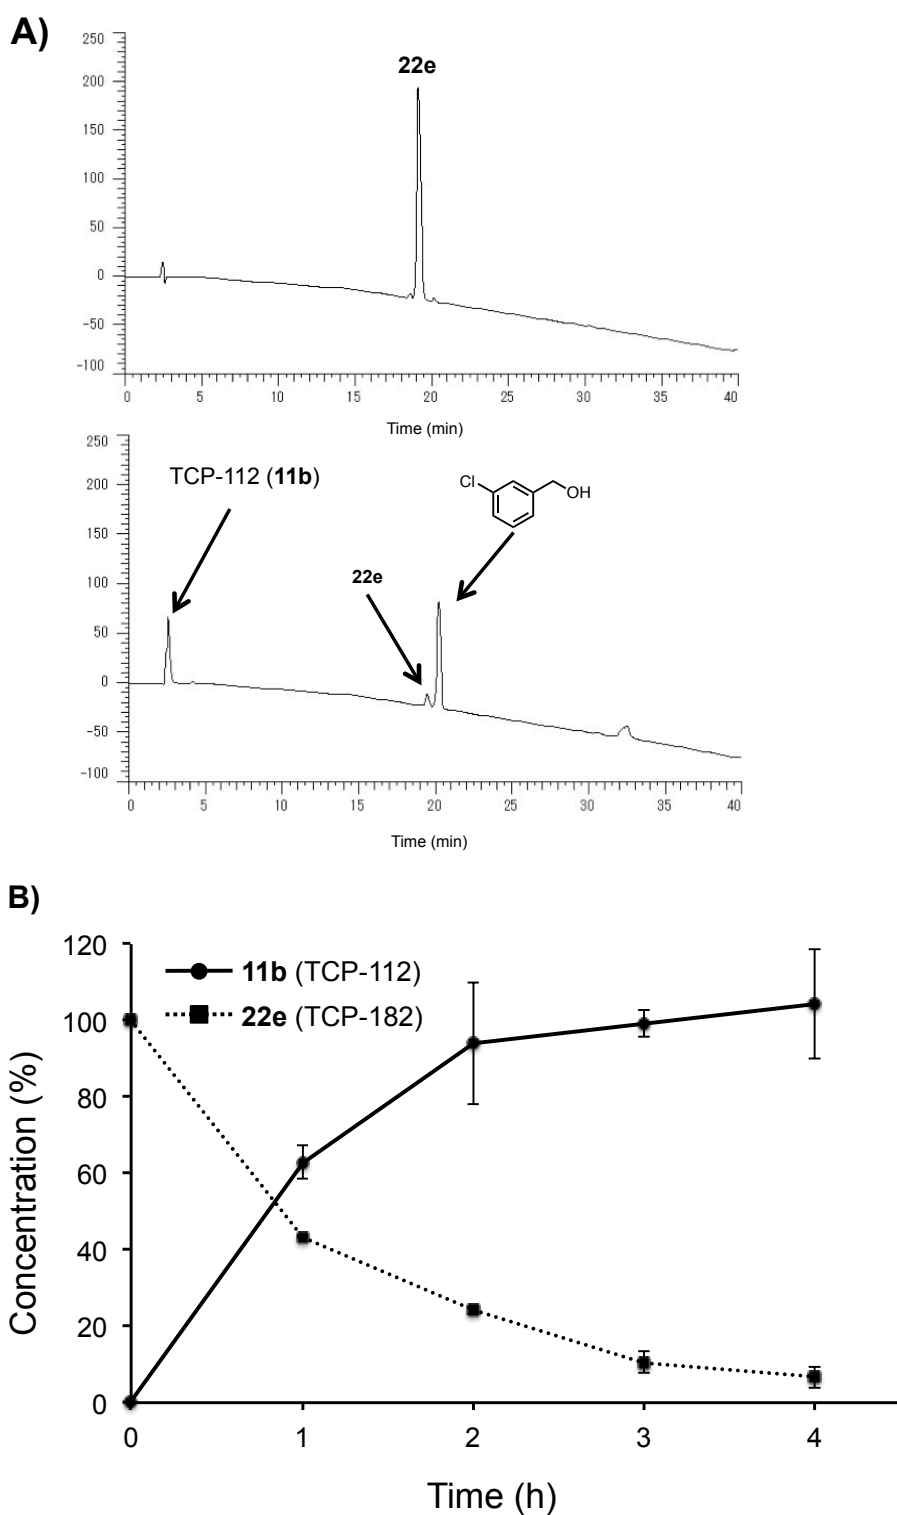 A)
250
200
150
100
50
0
-50
-100
22e
0 5 10 15 20 25 30 35 40
Time (min)
250
200
150
100
50
0
-50
-100
TCP-112 (11b)
Cl
OH
22e
0 5 10 15 20 25 30 35 40
Time (min)
B)
120
100
80
60
40
20
0
Concentration (%)
11b (TCP-112)
22e (TCP-182)
0 1 2 3 4
Time (h)